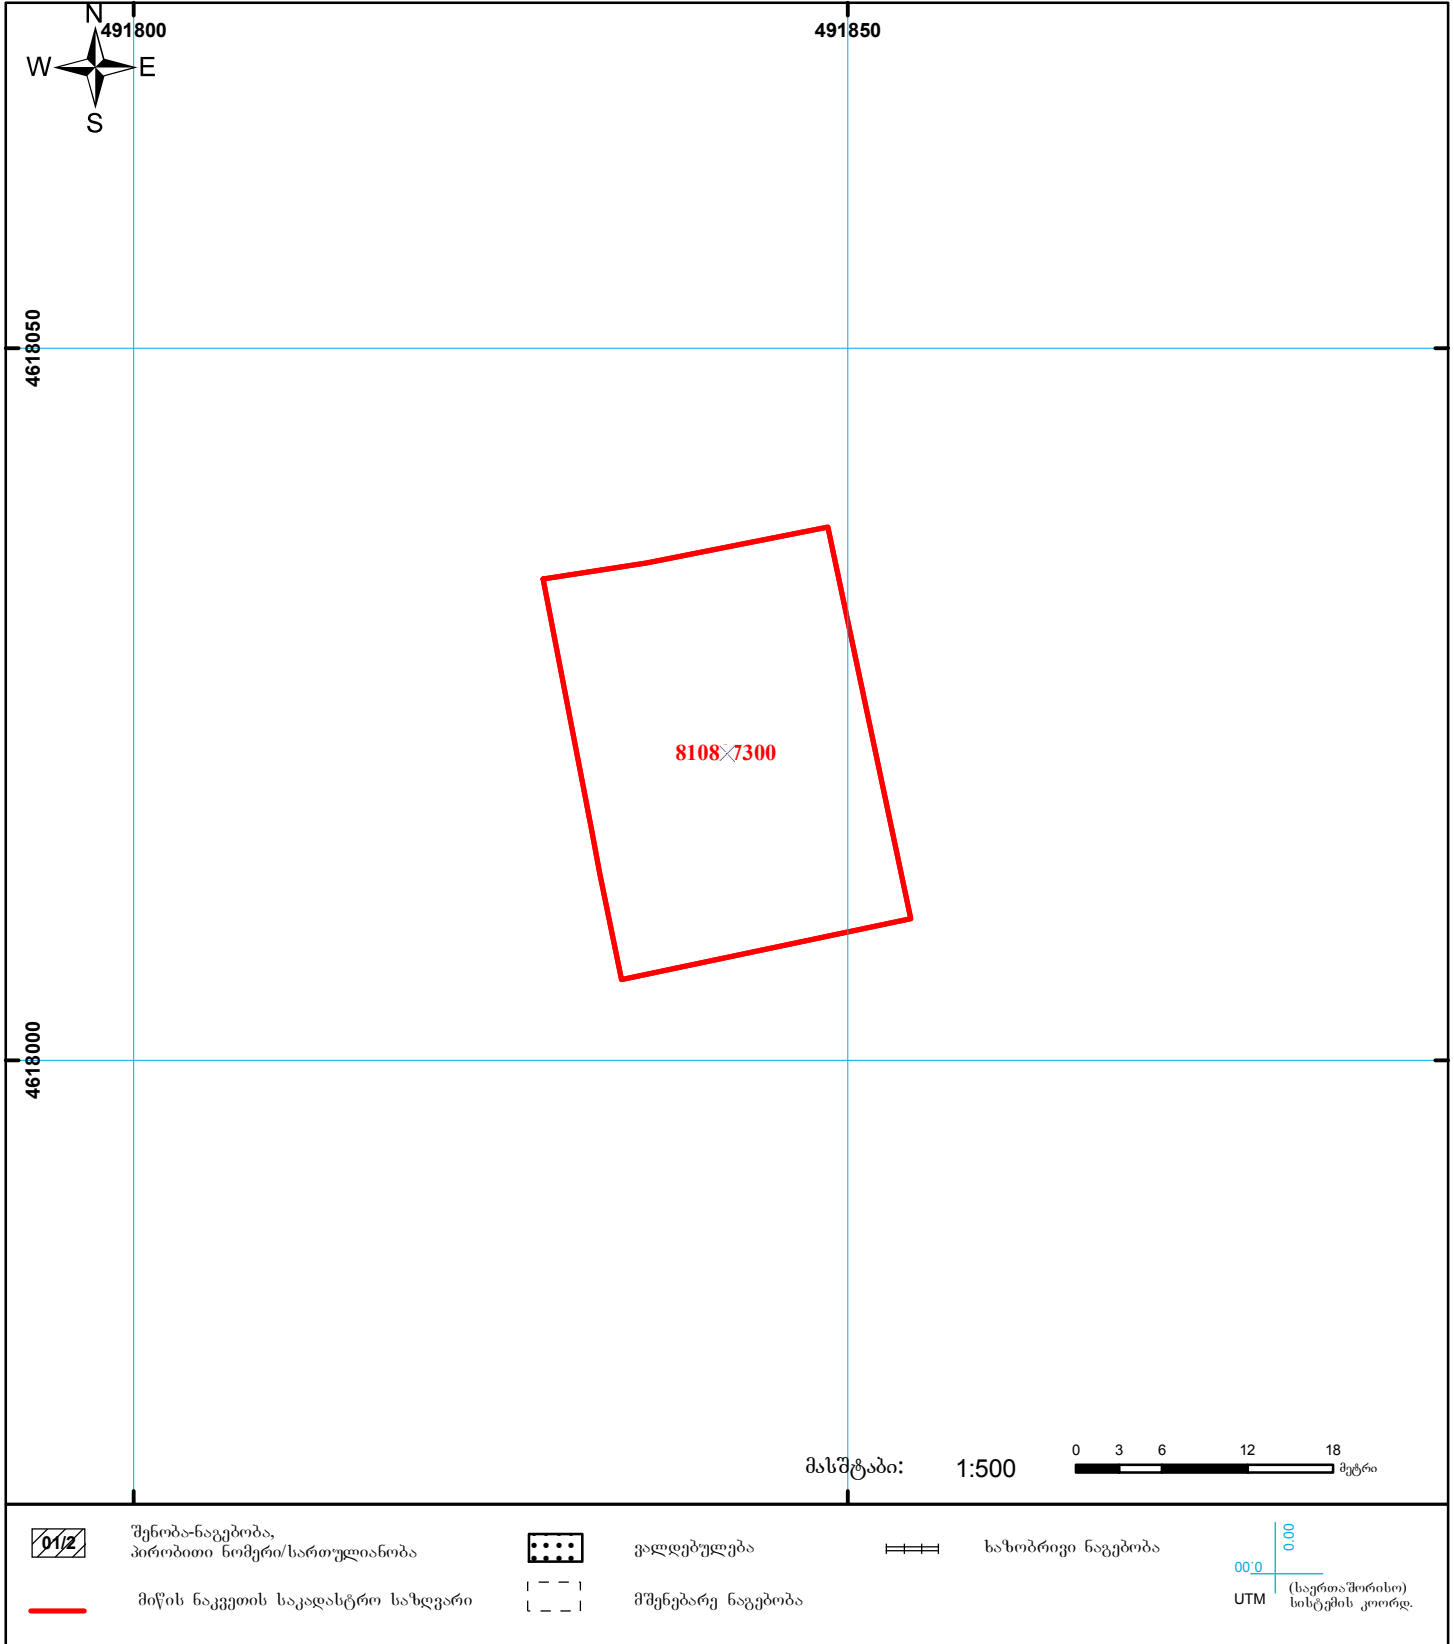 N
491800
491850
W
E
S
4618050
8108
7300
4618000
მასშტაბი:
1:500
0 3 6 12 18
მეტრი
01/2
შენობა-ნაგებობა,
პირობითი ნომერი/სართულიანობა
ვალდებულება
ხაზობრივი ნაგებობა
00.0
00.0
მიწის ნაკვეთის საკადასტრო საზღვარი
მშენებარე ნაგებობა
UTM
(საერთაშორისო)
სისტემის კოორდ.